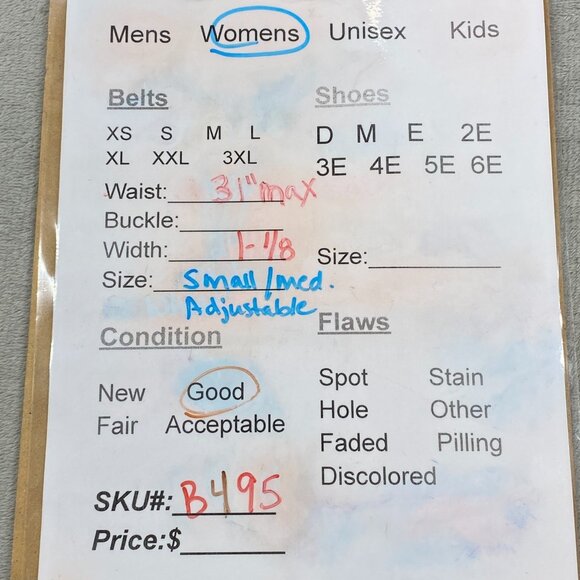 Mens Womens Unisex Kids
Belts Shoes
XS S M L D M E 2E
XL XXL 3XL 3E 4E 5E 6E
Waist: 31" max
Buckle:
Width: 1-1/8 Size:
Size: Small/med.
Adjustable
Condition Flaws
New Good Spot Stain
Fair Acceptable Hole Other
Faded Pilling
Discolored
SKU#: B495
Price:$